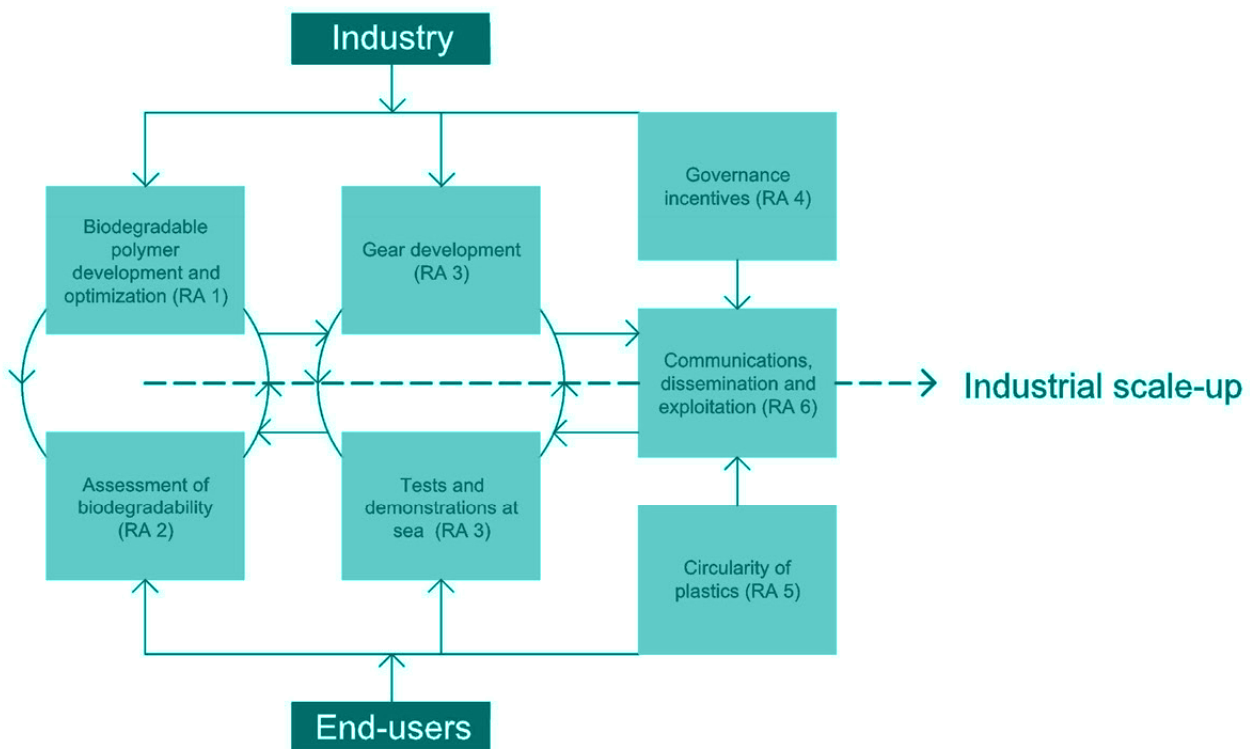 Industry
Governance
incentives (RA 4)
Biodegradable
polymer
development and
optimization (RA 1)
Gear development
(RA 3)
Communications,
dissemination and
exploitation (RA 6)
Industrial scale-up
Assessment of
biodegradability
(RA 2)
Tests and
demonstrations at
sea (RA 3)
Circularity of
plastics (RA 5)
End-users